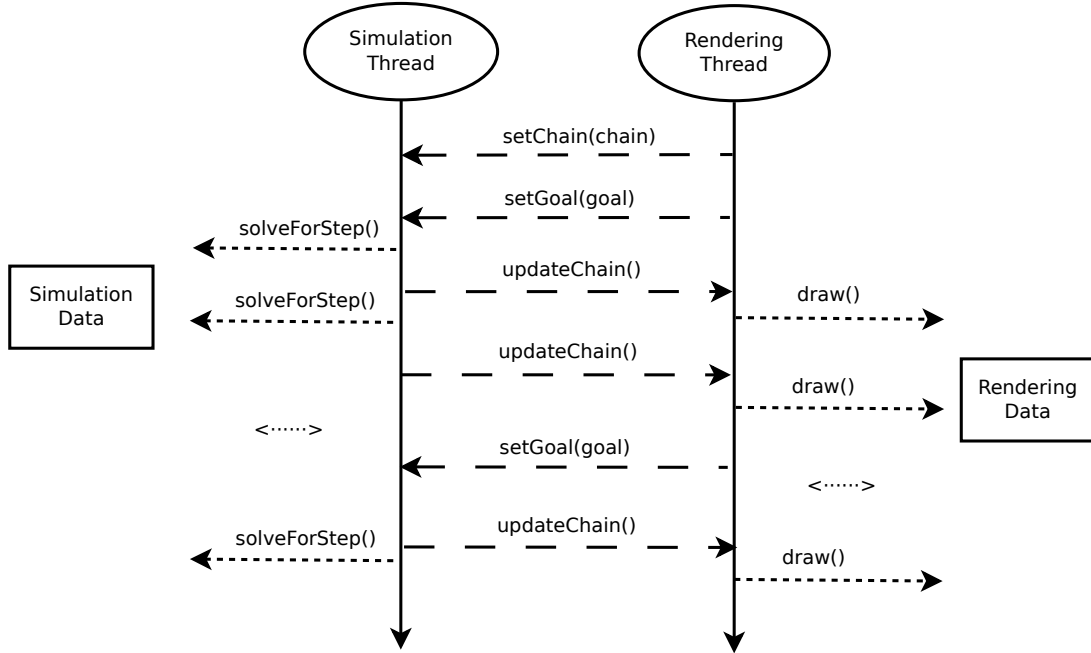 Simulation
Thread
Rendering
Thread
setChain(chain)
setGoal(goal)
solveForStep()
updateChain()
Simulation
Data
solveForStep()
draw()
updateChain()
draw()
Rendering
Data
<······>
setGoal(goal)
<······>
updateChain()
solveForStep()
draw()